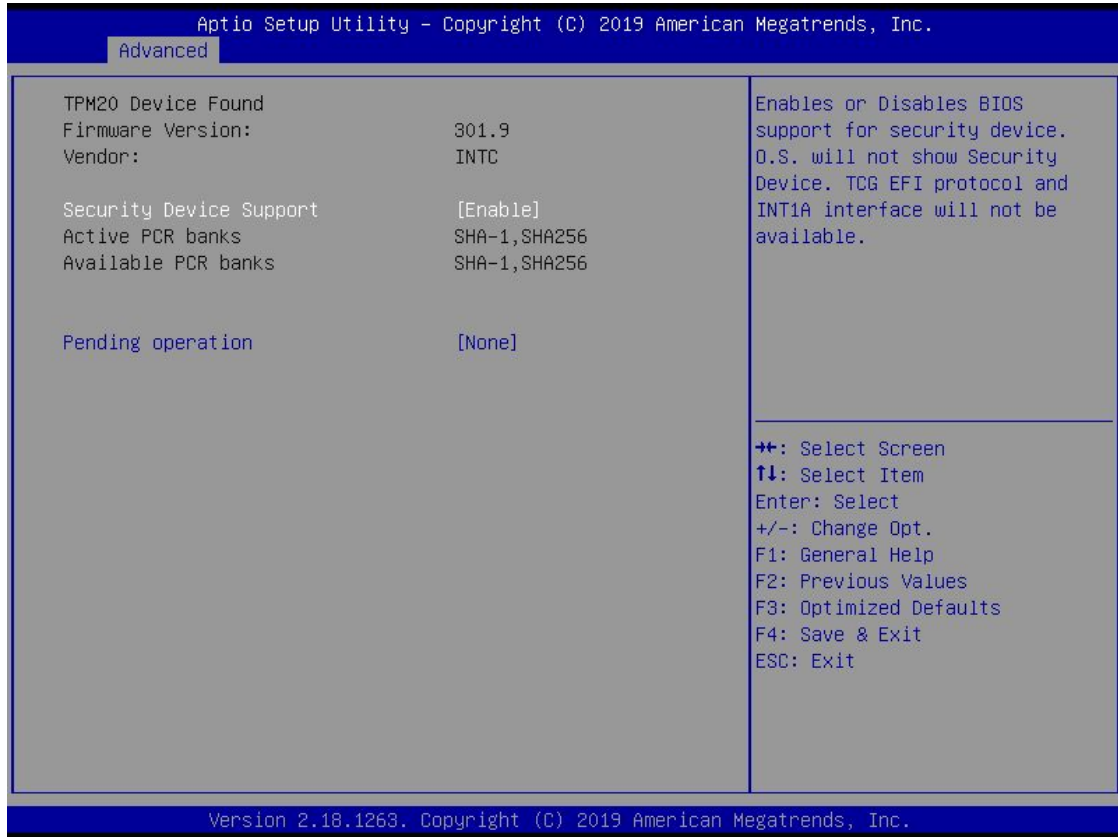 Aptio Setup Utility – Copyright (C) 2019 American Megatrends, Inc.
Advanced
TPM20 Device Found
Firmware Version: 301.9
Vendor: INTC
Security Device Support [Enable]
Active PCR banks SHA-1,SHA256
Available PCR banks SHA-1,SHA256
Pending operation [None]
Enables or Disables BIOS
support for security device.
O.S. will not show Security
Device. TCG EFI protocol and
INT1A interface will not be
available.
→←: Select Screen
↑↓: Select Item
Enter: Select
+/-: Change Opt.
F1: General Help
F2: Previous Values
F3: Optimized Defaults
F4: Save & Exit
ESC: Exit
Version 2.18.1263. Copyright (C) 2019 American Megatrends, Inc.